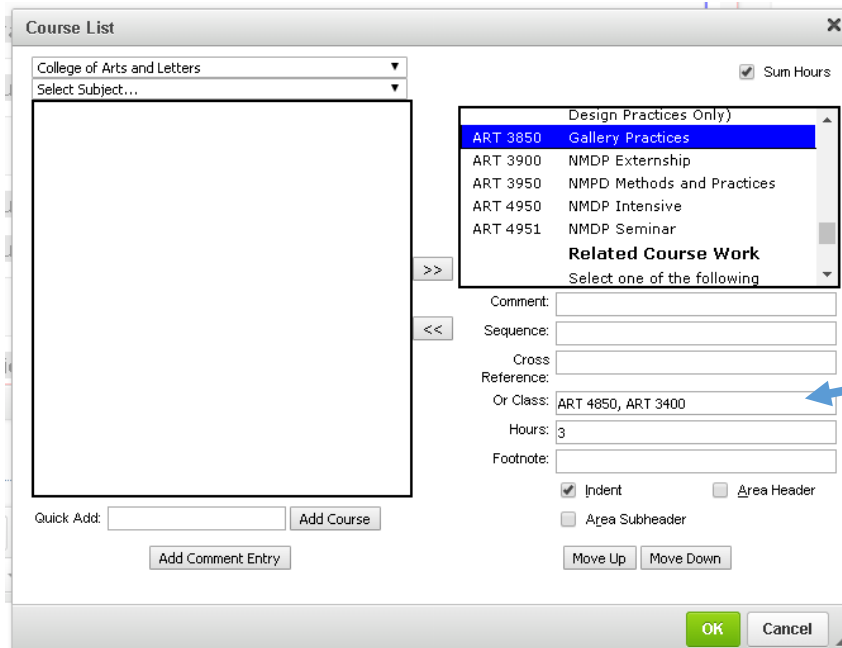 Course List
College of Arts and Letters
Select Subject...
Sum Hours
Design Practices Only)
ART 3850 Gallery Practices
ART 3900 NMDP Externship
ART 3950 NMPD Methods and Practices
ART 4950 NMDP Intensive
ART 4951 NMDP Seminar
Related Course Work
Select one of the following
>>
<<
Comment:
Sequence:
Cross
Reference:
Or Class: ART 4850, ART 3400
Hours: 3
Footnote:
Indent Area Header
Area Subheader
Quick Add: Add Course
Add Comment Entry
Move Up Move Down
OK Cancel